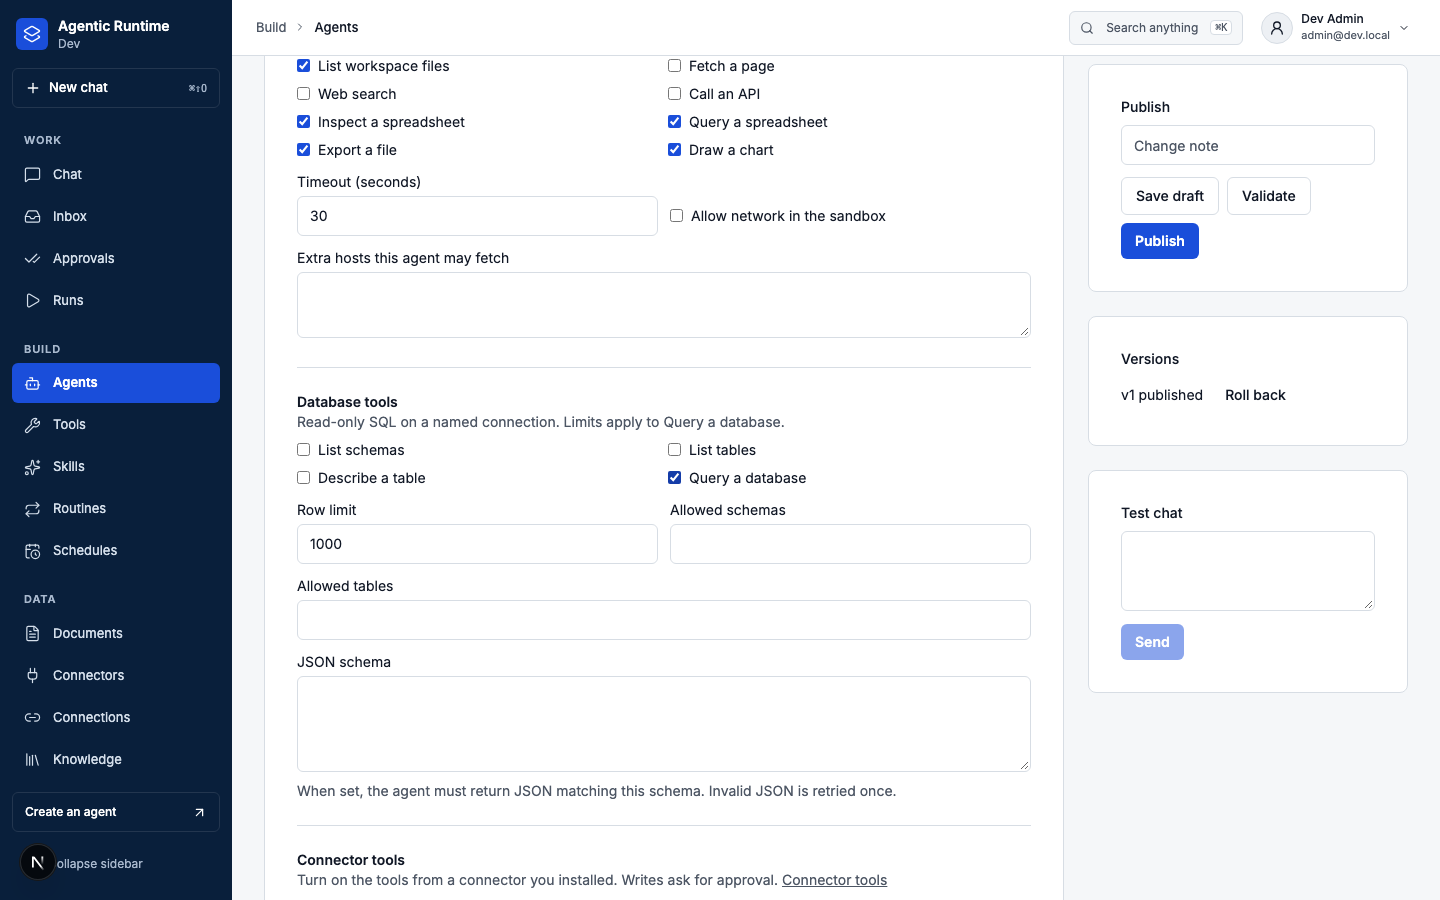 Agentic Runtime
Dev
New chat
⌘⇧O
WORK
Chat
Inbox
Approvals
Runs
BUILD
Agents
Tools
Skills
Routines
Schedules
DATA
Documents
Connectors
Connections
Knowledge
Create an agent
N
ollapse sidebar
Build > Agents
Search anything
⌘K
Dev Admin
admin@dev.local
List workspace files
Fetch a page
Web search
Call an API
Inspect a spreadsheet
Query a spreadsheet
Export a file
Draw a chart
Timeout (seconds)
30
Allow network in the sandbox
Extra hosts this agent may fetch
Database tools
Read-only SQL on a named connection. Limits apply to Query a database.
List schemas
List tables
Describe a table
Query a database
Row limit
Allowed schemas
1000
Allowed tables
JSON schema
When set, the agent must return JSON matching this schema. Invalid JSON is retried once.
Connector tools
Turn on the tools from a connector you installed. Writes ask for approval. Connector tools
Publish
Change note
Save draft
Validate
Publish
Versions
v1 published
Roll back
Test chat
Send